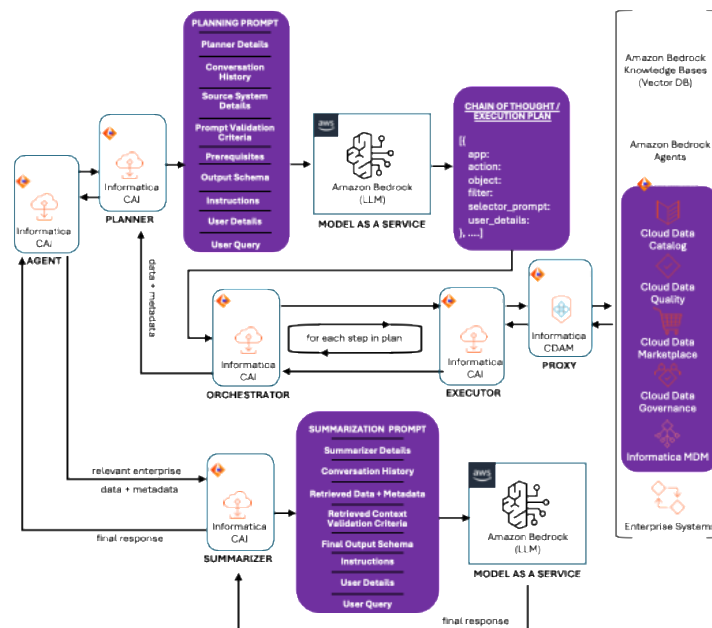 PLANNING PROMPT
Planner Details
Conversation
History
Source System
Details
Prompt Validation
Criteria
Prerequisites
Output Schema
Instructions
User Details
User Query
aws
Amazon Bedrock
(LLM)
MODEL AS A SERVICE
CHAIN OF THOUGHT /
EXECUTION PLAN
[{
app:
action:
object:
filter:
selector_prompt:
user_details:
}, ....]
Amazon Bedrock
Knowledge Bases
(Vector DB)
Amazon Bedrock
Agents
Cloud Data
Catalog
Cloud Data
Quality
Cloud Data
Marketplace
Cloud Data
Governance
Informatica MDM
Enterprise Systems
Informatica
CAI
PLANNER
Informatica
CAI
AGENT
data + metadata
Informatica
CAI
ORCHESTRATOR
for each step in plan
Informatica
CAI
EXECUTOR
Informatica
CDAM
PROXY
relevant enterprise
data + metadata
final response
Informatica
CAI
SUMMARIZER
SUMMARIZATION PROMPT
Summarizer Details
Conversation History
Retrieved Data + Metadata
Retrieved Context
Validation Criteria
Final Output Schema
Instructions
User Details
User Query
aws
Amazon Bedrock
(LLM)
MODEL AS A SERVICE
final response